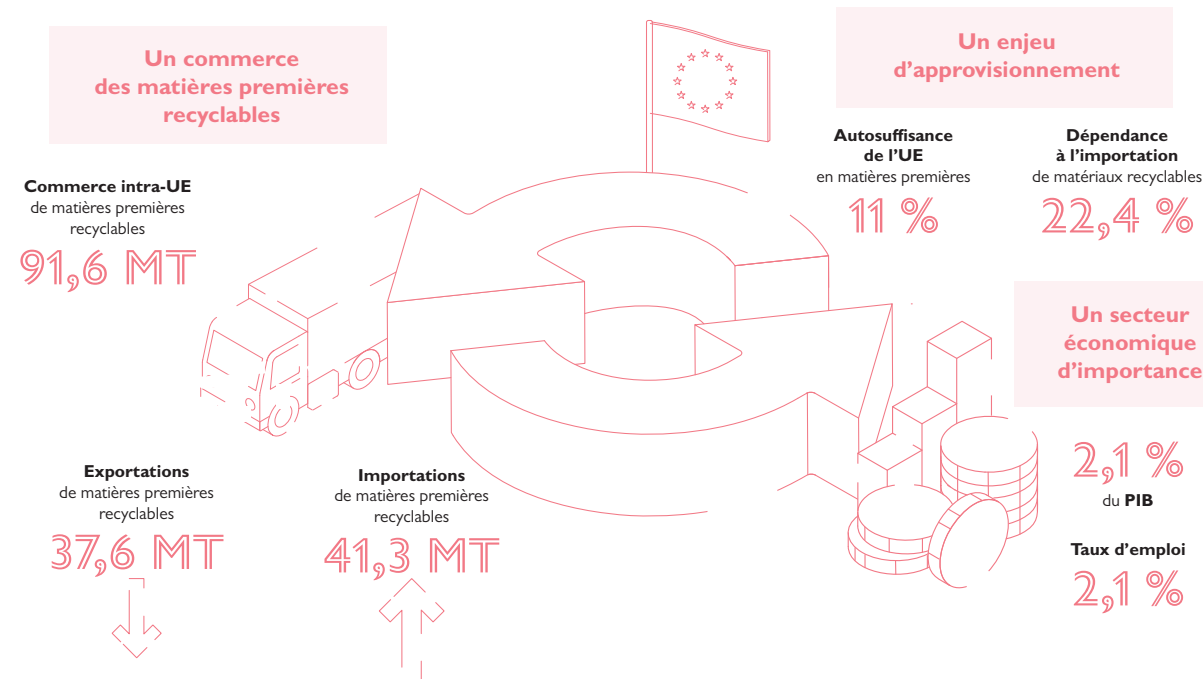 Un commerce
des matières premières
recyclables
Commerce intra-UE
de matières premières
recyclables
91,6 MT
Exportations
de matières premières
recyclables
37,6 MT
Importations
de matières premières
recyclables
41,3 MT
Un enjeu
d’approvisionnement
Autosuffisance
de l’UE
en matières premières
11 %
Dépendance
à l’importation
de matériaux recyclables
22,4 %
Un secteur
économique
d’importance
2,1 %
du PIB
Taux d’emploi
2,1 %